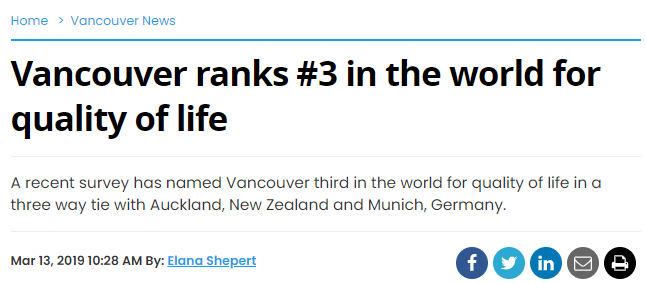 Home > Vancouver News
Vancouver ranks #3 in the world for
quality of life
A recent survey has named Vancouver third in the world for quality of life in a
three way tie with Auckland, New Zealand and Munich, Germany.
Mar 13, 2019 10:28 AM By: Elana Shepert